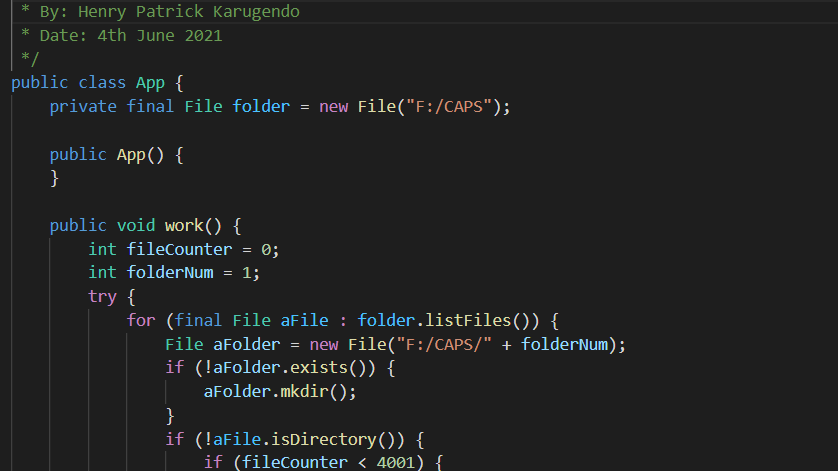 * By: Henry Patrick Karugendo
* Date: 4th June 2021
*/
public class App {
private final File folder = new File("F:/CAPS");
public App() {
}
public void work() {
int fileCounter = 0;
int folderNum = 1;
try {
for (final File aFile : folder.listFiles()) {
File aFolder = new File("F:/CAPS/" + folderNum);
if (!aFolder.exists()) {
aFolder.mkdir();
}
if (!aFile.isDirectory()) {
if (fileCounter < 4001) {